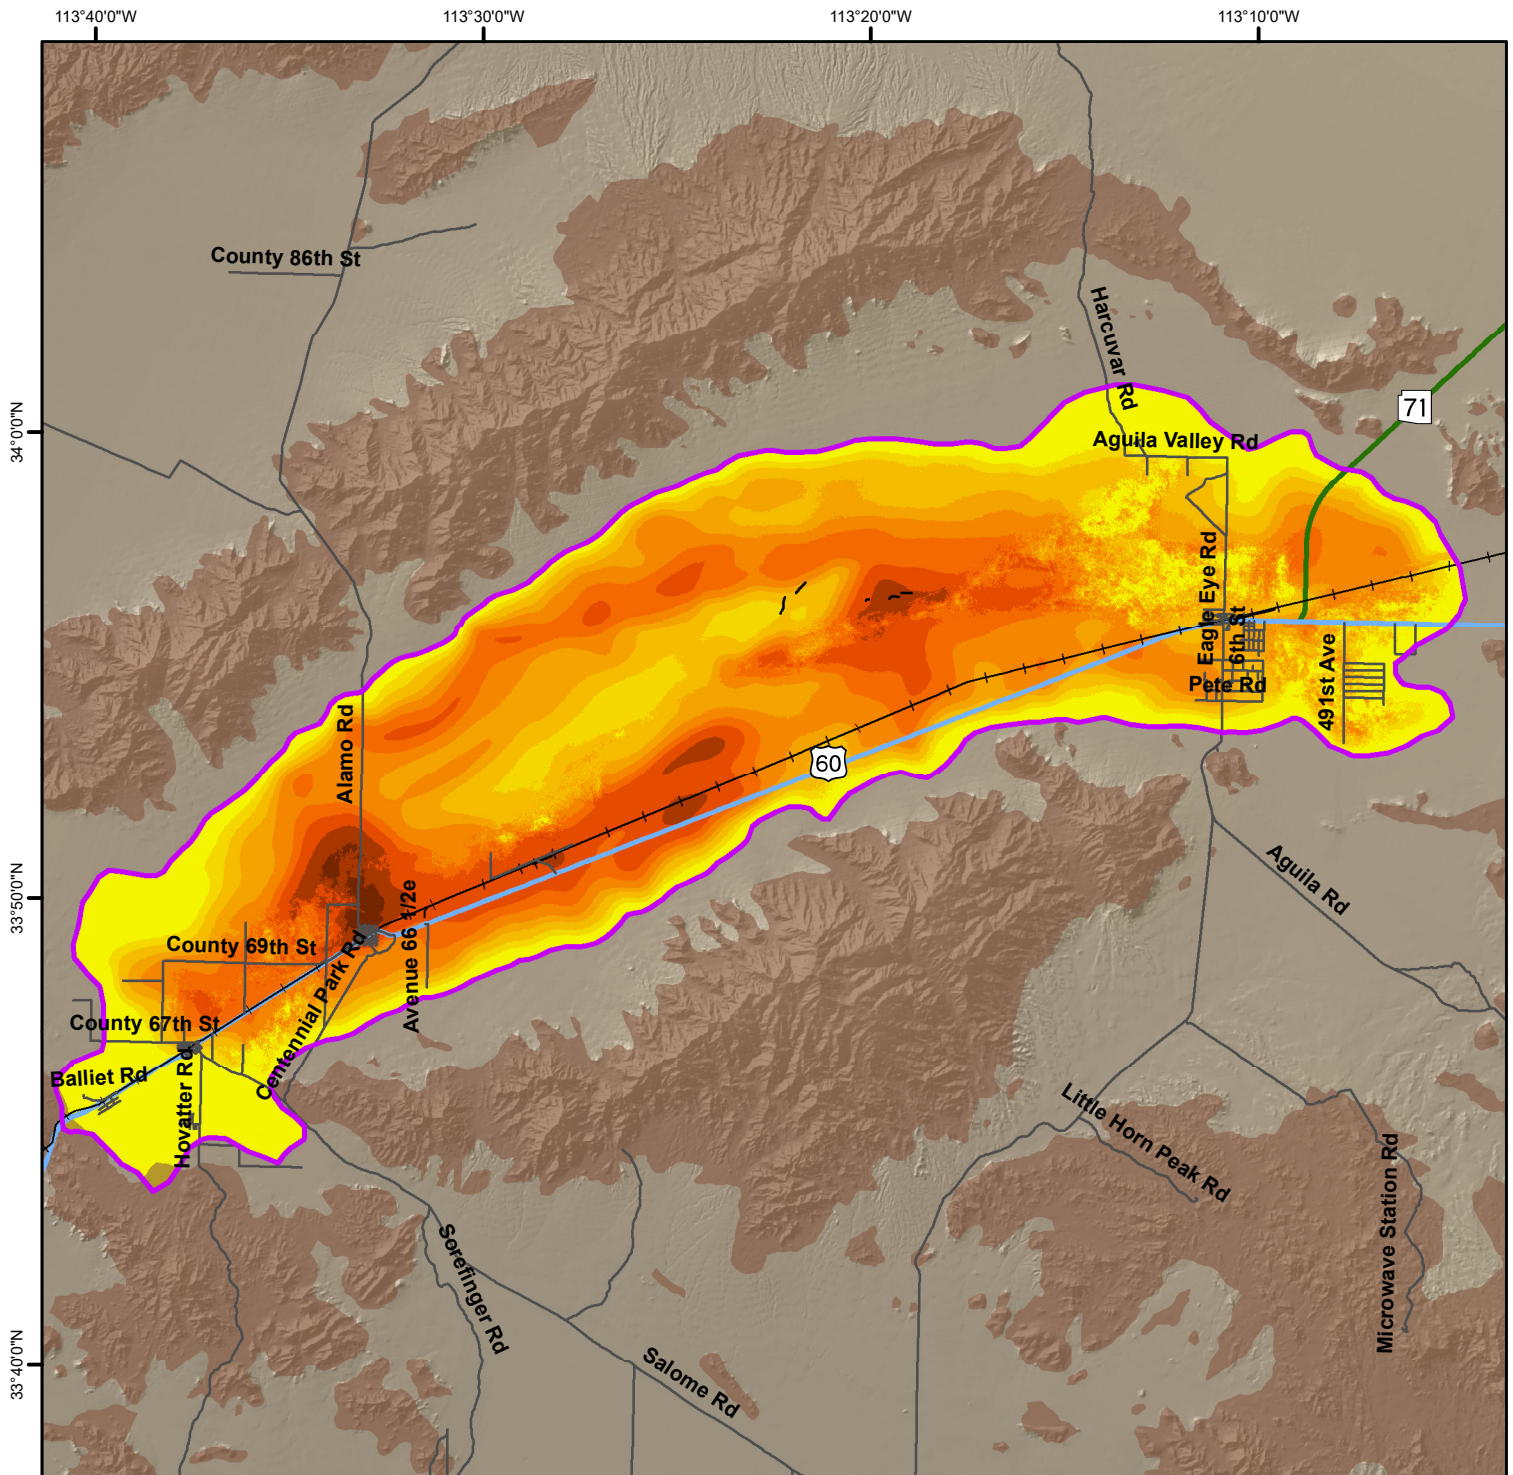 113°40'0"W
113°30'0"W
113°20'0"W
113°10'0"W
County 86th St
Harcuvar Rd
71
34°0'0"N
Aguila Valley Rd
Eagle Eye Rd
6th St
Pete Rd
491st Ave
Alamo Rd
60
33°50'0"N
Aguila Rd
Avenue 66 1/2e
County 69th St
Centennial Park Rd
County 67th St
Balliet Rd
Hovatter Rd
Little Horn Peak Rd
Microwave Station Rd
Sorefinger Rd
33°40'0"N
Salome Rd